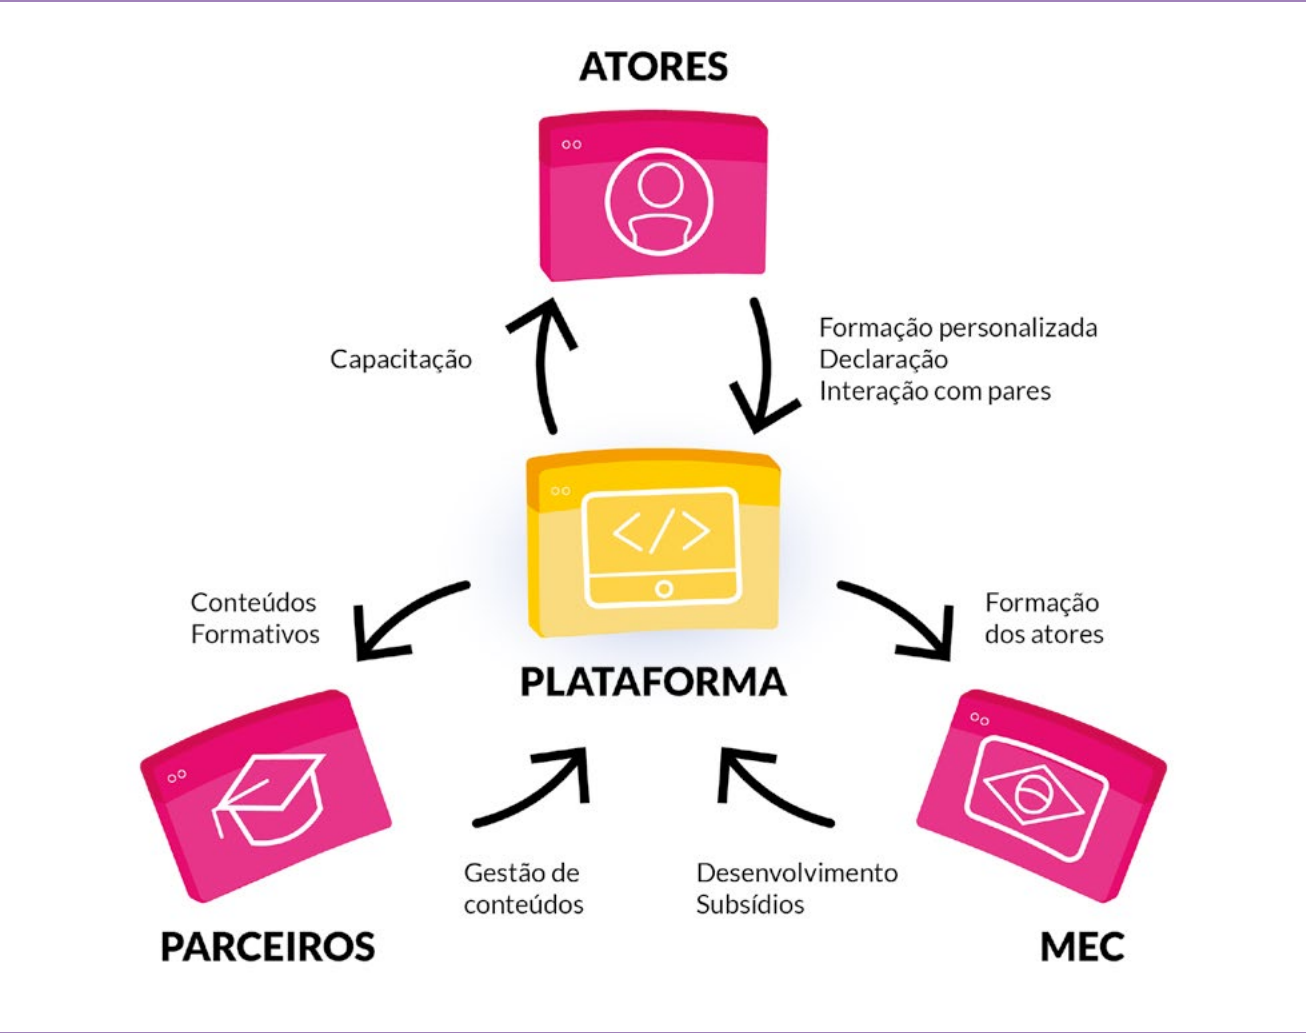 ATORES
Capacitação
Formação personalizada
Declaração
Interação com pares
Conteúdos
Formativos
Formação
dos atores
PLATAFORMA
Gestão de
conteúdos
Desenvolvimento
Subsídios
PARCEIROS
MEC